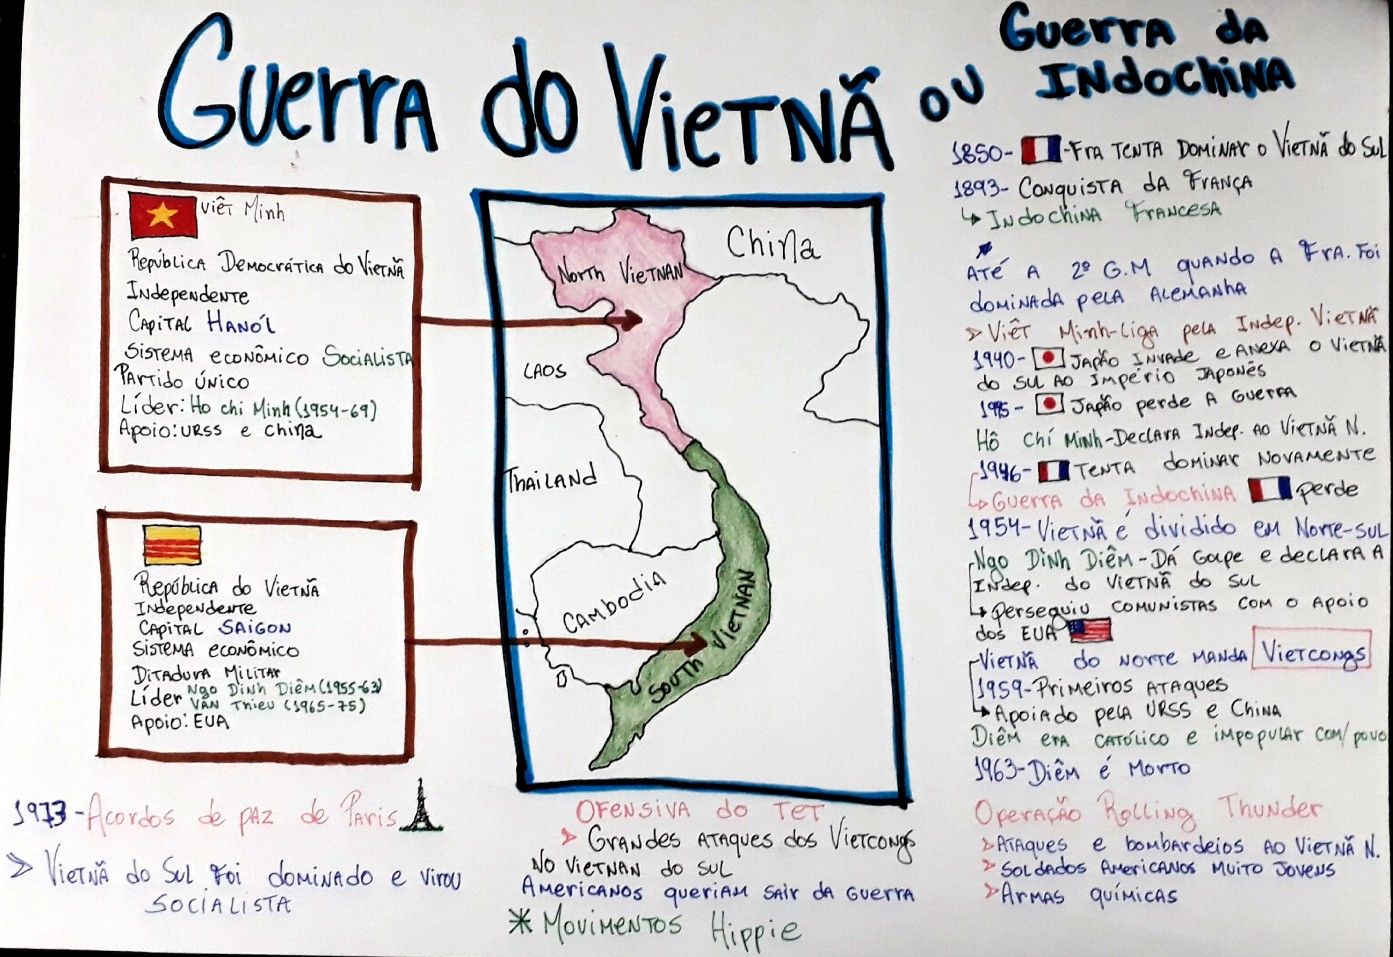 Guerra do Vietnã ou Guerra da Indochina
Viêt Minh
República Democrática do Vietnã
Independente
Capital Hanói
Sistema econômico Socialista
Partido único
Líder: Ho chi Minh (1954-69)
Apoio: URSS e China
República do Vietnã
Independente
Capital Saigon
Sistema econômico
Ditadura Militar
Líder Ngo Dinh Diêm (1955-63)
Van Thieu (1965-75)
Apoio: EUA
1973 - Acordos de paz de Paris
Vietnã do Sul foi dominado e virou
socialista
China
North Vietnan
Laos
Thailand
Cambodia
South Vietnan
Ofensiva do Tet
Grandes ataques dos Vietcongs
no Vietnan do Sul
Americanos queriam sair da guerra
* Movimentos Hippie
1850- -Fra tenta dominar o Vietnã do Sul
1893- Conquista da França
Indochina Francesa
Até a 2º G.M quando a Fra. foi
dominada pela Alemanha
Viêt Minh-Liga pela Indep. Vietnã
1940- Japão invade e anexa o Vietnã
do Sul ao Império Japonês
1945- Japão perde a guerra
Hô Chí Minh-Declara Indep. ao Vietnã N.
1946- tenta dominar novamente
Guerra da Indochina perde
1954-Vietnã é dividido em Norte-Sul
Ngo Dinh Diêm-Dá golpe e declara a
Indep. do Vietnã do Sul
Perseguiu comunistas com o apoio
dos EUA
Vietnã do Norte manda Vietcongs
1959-Primeiros ataques
Apoiado pela URSS e China
Diêm era católico e impopular com/povo
1963-Diêm é morto
Operação Rolling Thunder
Ataques e bombardeios ao Vietnã N.
Soldados americanos muito jovens
Armas químicas